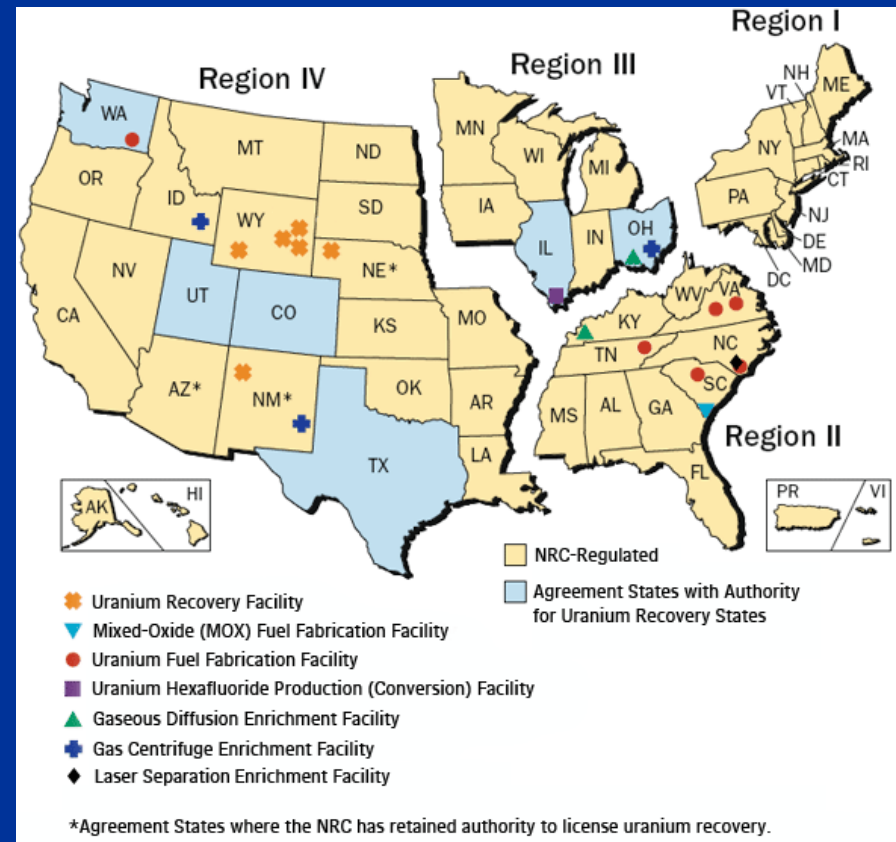 Region I
Region III
Region IV
NH
VT
ME
WA
MT
ND
MN
NY
MA
RI
CT
OR
ID
WI
MI
SD
WY
PA
IA
NJ
OH
IN
IL
NE*
DE
MD
DC
NV
UT
CO
CA
KS
MO
WV
VA
KY
NC
TN
AZ*
NM*
OK
AR
SC
MS
AL
GA
Region II
TX
LA
FL
AK
HI
PR
VI
NRC-Regulated
Agreement States with Authority
for Uranium Recovery States
Uranium Recovery Facility
Mixed-Oxide (MOX) Fuel Fabrication Facility
Uranium Fuel Fabrication Facility
Uranium Hexafluoride Production (Conversion) Facility
Gaseous Diffusion Enrichment Facility
Gas Centrifuge Enrichment Facility
Laser Separation Enrichment Facility
*Agreement States where the NRC has retained authority to license uranium recovery.